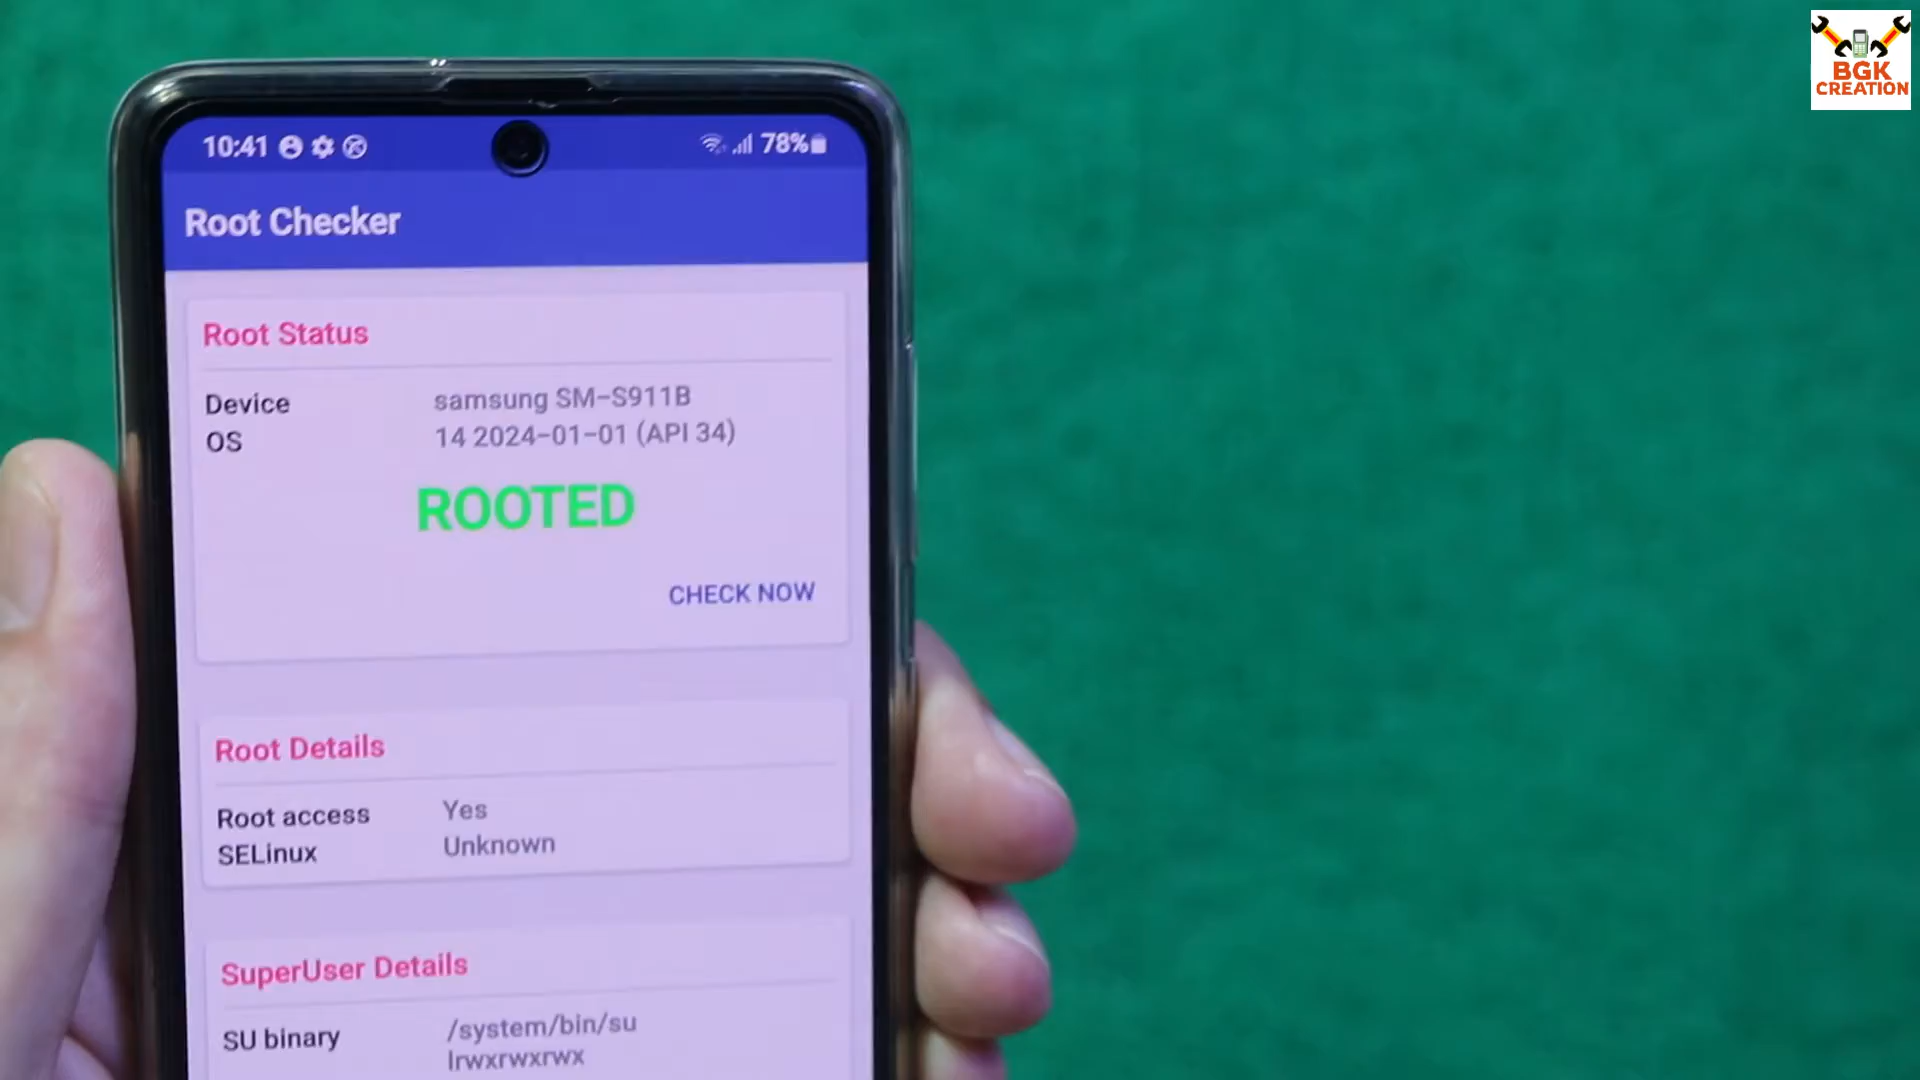 BGK
CREATION
10:41 78%
Root Checker
Root Status
Device samsung SM-S911B
OS 14 2024-01-01 (API 34)
ROOTED
CHECK NOW
Root Details
Root access Yes
SELinux Unknown
SuperUser Details
SU binary /system/bin/su
lrwxrwxrwx